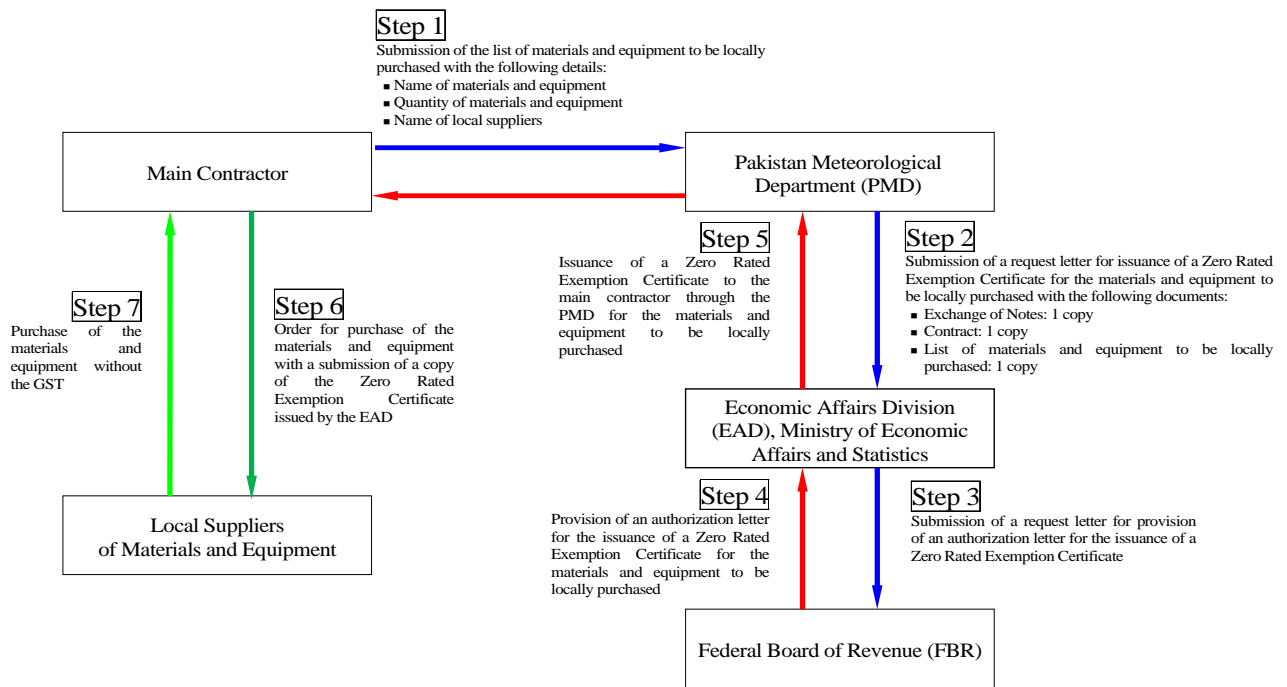 Step 1
Submission of the list of materials and equipment to be locally
purchased with the following details:
■ Name of materials and equipment
■ Quantity of materials and equipment
■ Name of local suppliers
Main Contractor
Pakistan Meteorological
Department (PMD)
Step 5
Issuance of a Zero Rated
Exemption Certificate to the
main contractor through the
PMD for the materials and
equipment to be locally
purchased
Step 2
Submission of a request letter for issuance of a Zero Rated
Exemption Certificate for the materials and equipment to
be locally purchased with the following documents:
■ Exchange of Notes: 1 copy
■ Contract: 1 copy
■ List of materials and equipment to be locally
purchased: 1 copy
Step 7
Purchase of the
materials and
equipment without
the GST
Step 6
Order for purchase of the
materials and equipment
with a submission of a copy
of the Zero Rated
Exemption Certificate
issued by the EAD
Economic Affairs Division
(EAD), Ministry of Economic
Affairs and Statistics
Step 4
Provision of an authorization letter
for the issuance of a Zero Rated
Exemption Certificate for the
materials and equipment to be
locally purchased
Step 3
Submission of a request letter for provision
of an authorization letter for the issuance of a
Zero Rated Exemption Certificate
Local Suppliers
of Materials and Equipment
Federal Board of Revenue (FBR)